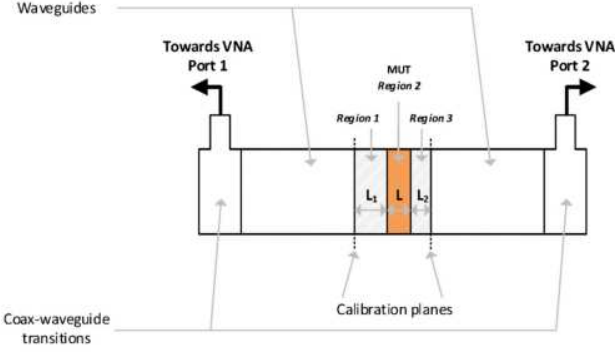 Waveguides
Towards VNA
Port 1
Towards VNA
Port 2
MUT
Region 2
Region 1
Region 3
L₁
L
L₂
Calibration planes
Coax-waveguide
transitions